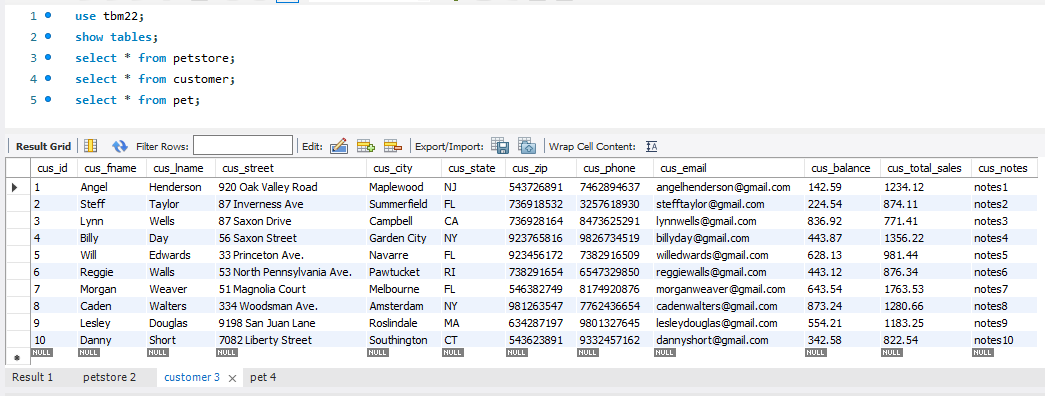 1 use tbm22;
2 show tables;
3 select * from petstore;
4 select * from customer;
5 select * from pet;
Result Grid Filter Rows: Edit: Export/Import: Wrap Cell Content:
cus_id cus_fname cus_lname cus_street cus_city cus_state cus_zip cus_phone cus_email cus_balance cus_total_sales cus_notes
1 Angel Henderson 920 Oak Valley Road Maplewood NJ 543726891 7462894637 angelhenderson@gmail.com 142.59 1234.12 notes1
2 Steff Taylor 87 Inverness Ave Summerfield FL 736918532 3257618930 stefftaylor@gmail.com 224.54 874.11 notes2
3 Lynn Wells 87 Saxon Drive Campbell CA 736928164 8473625291 lynnwells@gmail.com 836.92 771.41 notes3
4 Billy Day 56 Saxon Street Garden City NY 923765816 9826734519 billyday@gmail.com 443.87 1356.22 notes4
5 Will Edwards 33 Princeton Ave. Navarre FL 923456172 7382916509 willedwards@gmail.com 628.13 981.44 notes5
6 Reggie Walls 53 North Pennsylvania Ave. Pawtucket RI 738291654 6547329850 reggiewalls@gmail.com 443.12 876.34 notes6
7 Morgan Weaver 51 Magnolia Court Melbourne FL 546382749 8174920876 morganweaver@gmail.com 643.54 1763.53 notes7
8 Caden Walters 334 Woodsman Ave. Amsterdam NY 981263547 7762436654 cadenwalters@gmail.com 873.24 1280.66 notes8
9 Lesley Douglas 9198 San Juan Lane Roslindale MA 634287197 9801327645 lesleydouglas@gmail.com 554.21 1183.25 notes9
10 Danny Short 7082 Liberty Street Southington CT 543623891 9332457162 dannyshort@gmail.com 342.58 822.54 notes10
NULL NULL NULL NULL NULL NULL NULL NULL NULL NULL NULL NULL
Result 1 petstore 2 customer 3 pet 4